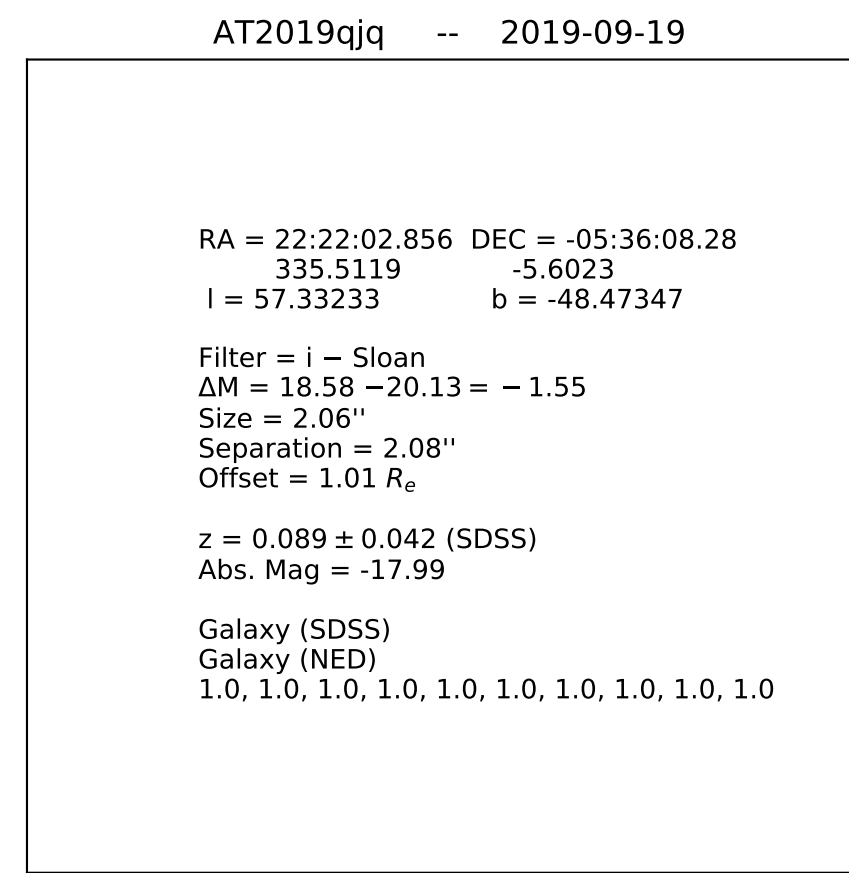 AT2019qjq -- 2019-09-19
RA = 22:22:02.856 DEC = -05:36:08.28
335.5119 -5.6023
l = 57.33233 b = -48.47347
Filter = i − Sloan
ΔM = 18.58 −20.13 = − 1.55
Size = 2.06''
Separation = 2.08''
Offset = 1.01 Rₑ
z = 0.089 ± 0.042 (SDSS)
Abs. Mag = -17.99
Galaxy (SDSS)
Galaxy (NED)
1.0, 1.0, 1.0, 1.0, 1.0, 1.0, 1.0, 1.0, 1.0, 1.0